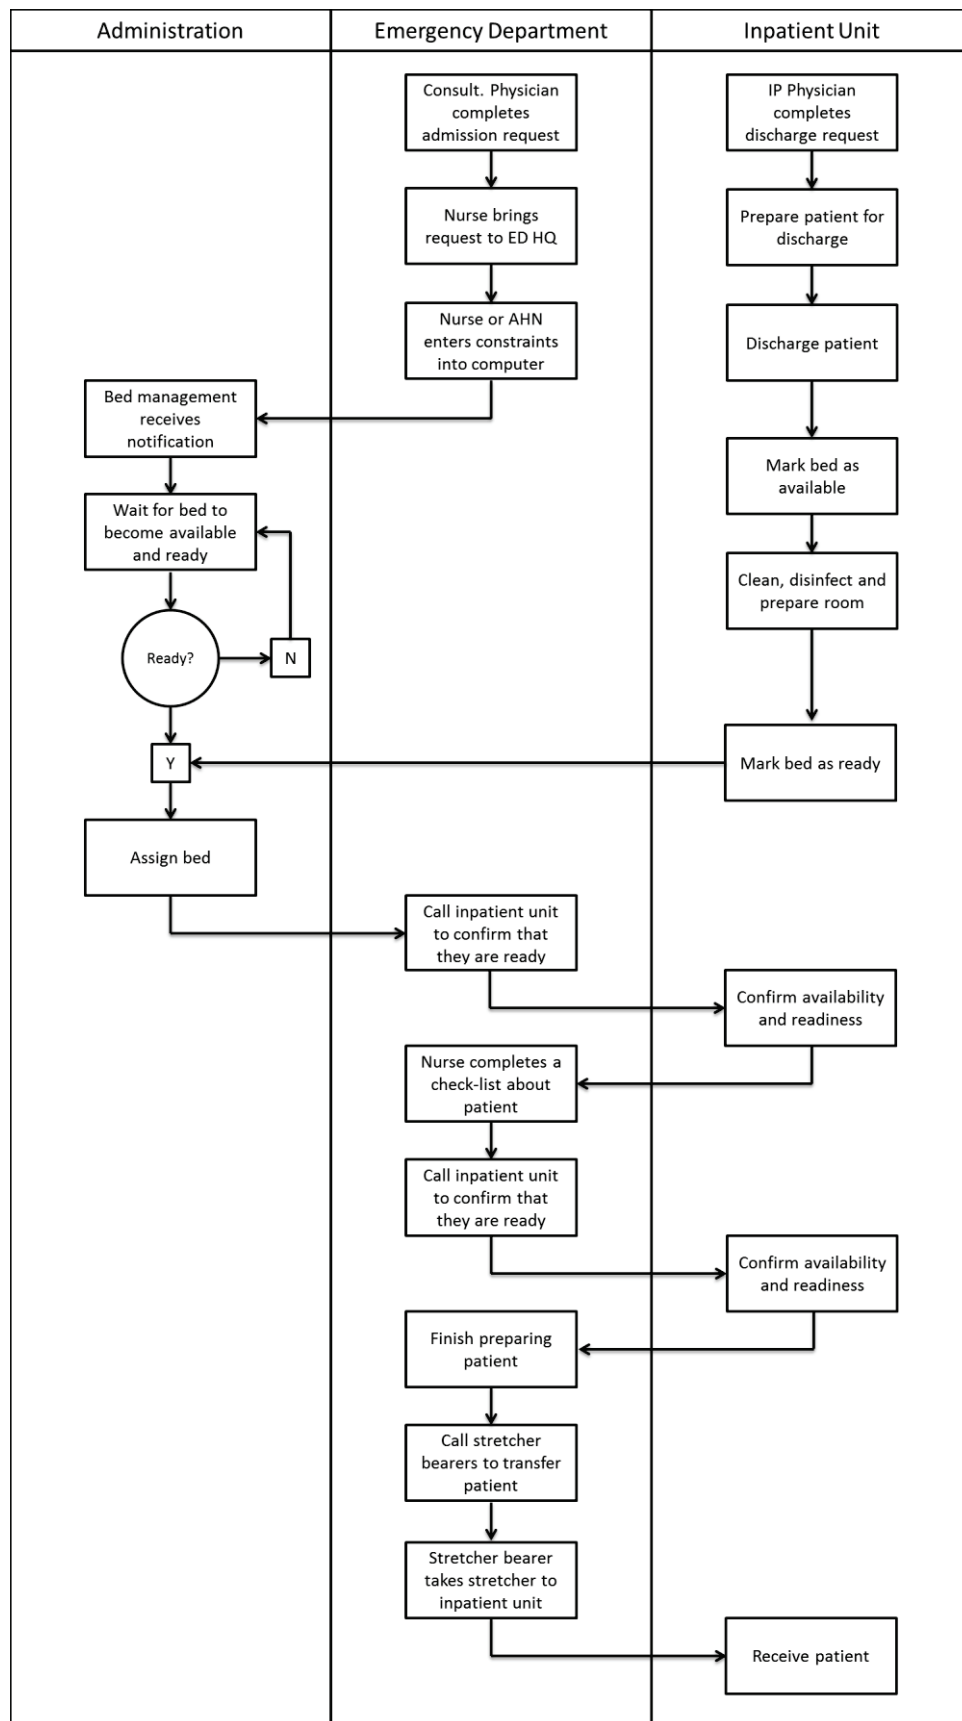 Administration
Emergency Department
Inpatient Unit
Consult. Physician
completes
admission request
IP Physician
completes
discharge request
Nurse brings
request to ED HQ
Prepare patient for
discharge
Nurse or AHN
enters constraints
into computer
Discharge patient
Bed management
receives
notification
Mark bed as
available
Wait for bed to
become available
and ready
Clean, disinfect and
prepare room
Ready?
N
Y
Mark bed as ready
Assign bed
Call inpatient unit
to confirm that
they are ready
Confirm availability
and readiness
Nurse completes a
check-list about
patient
Call inpatient unit
to confirm that
they are ready
Confirm availability
and readiness
Finish preparing
patient
Call stretcher
bearers to transfer
patient
Stretcher bearer
takes stretcher to
inpatient unit
Receive patient